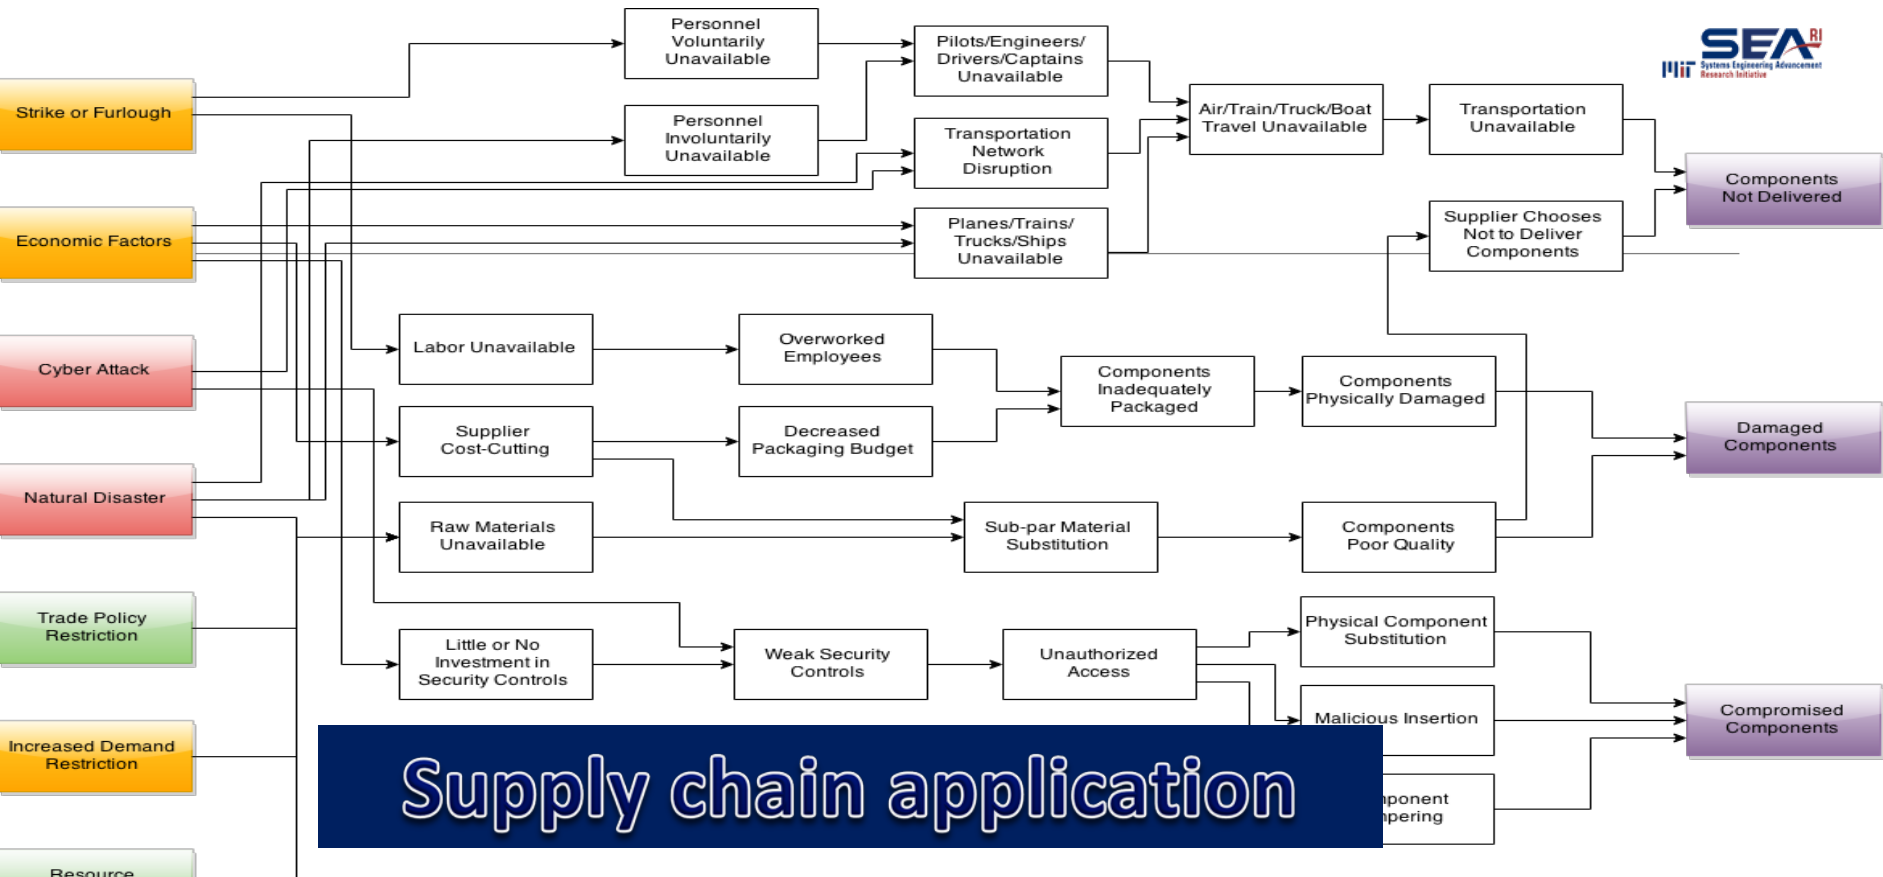 Personnel
Voluntarily
Unavailable
Pilots/Engineers/
Drivers/Captains
Unavailable
SEA RI
MIT Systems Engineering Advancement
Research Initiative
Strike or Furlough
Personnel
Involuntarily
Unavailable
Transportation
Network
Disruption
Air/Train/Truck/Boat
Travel Unavailable
Transportation
Unavailable
Components
Not Delivered
Economic Factors
Planes/Trains/
Trucks/Ships
Unavailable
Supplier Chooses
Not to Deliver
Components
Cyber Attack
Labor Unavailable
Overworked
Employees
Components
Inadequately
Packaged
Components
Physically Damaged
Supplier
Cost-Cutting
Decreased
Packaging Budget
Damaged
Components
Natural Disaster
Raw Materials
Unavailable
Sub-par Material
Substitution
Components
Poor Quality
Trade Policy
Restriction
Little or No
Investment in
Security Controls
Weak Security
Controls
Unauthorized
Access
Physical Component
Substitution
Malicious Insertion
Compromised
Components
Increased Demand
Restriction
Supply chain application
ponent
pering
Resource